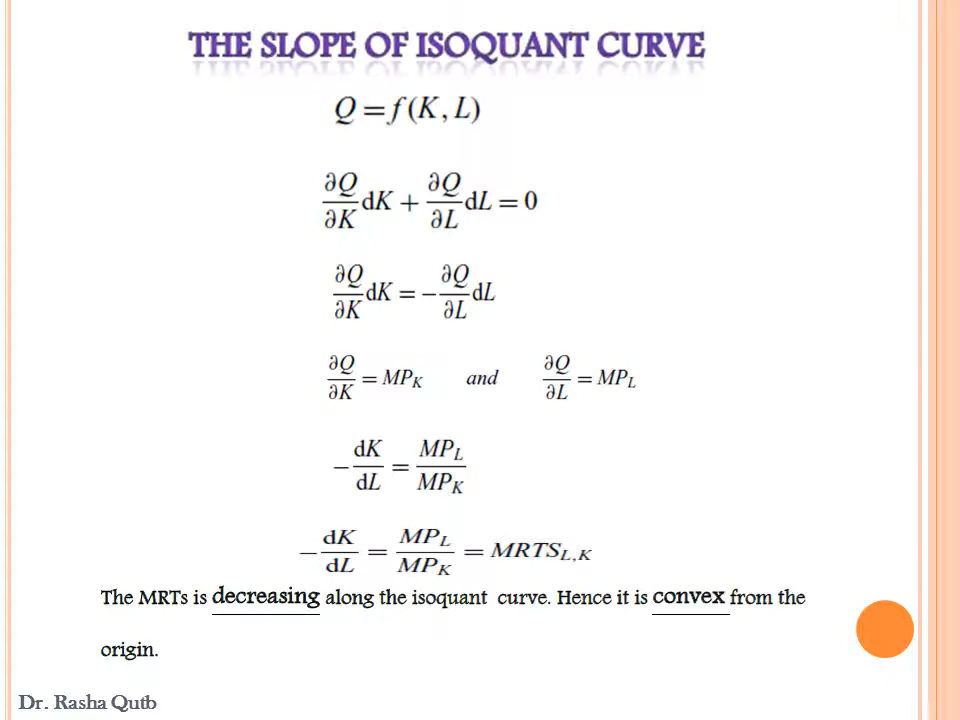 THE SLOPE OF ISOQUANT CURVE
Q = f(K, L)
∂Q/∂K dK + ∂Q/∂L dL = 0
∂Q/∂K dK = −∂Q/∂L dL
∂Q/∂K = MP_K and ∂Q/∂L = MP_L
−dK/dL = MP_L/MP_K
−dK/dL = MP_L/MP_K = MRTS_{L,K}
The MRTs is decreasing along the isoquant curve. Hence it is convex from the
origin.
Dr. Rasha Qutb